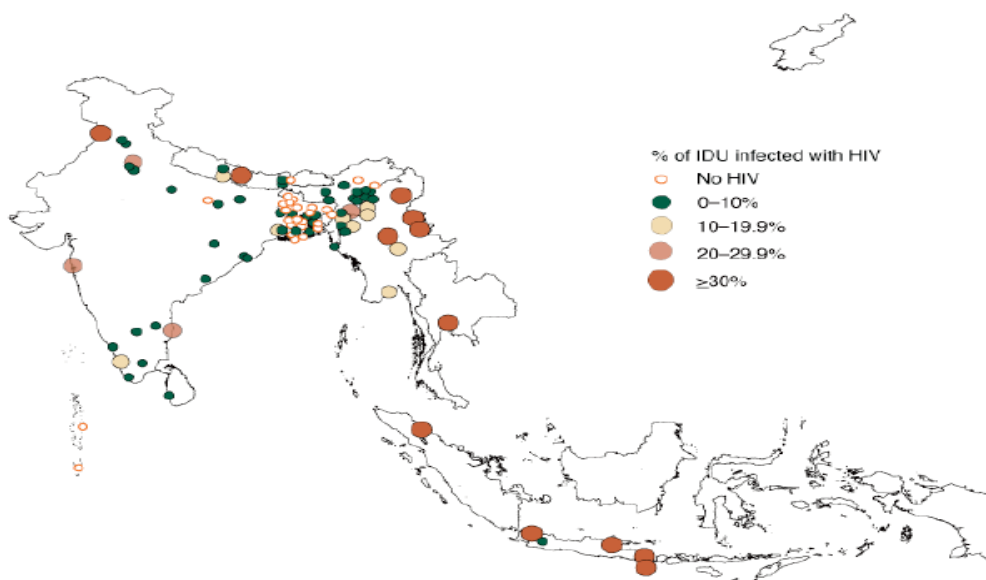 % of IDU infected with HIV
No HIV
0–10%
10–19.9%
20–29.9%
≥30%